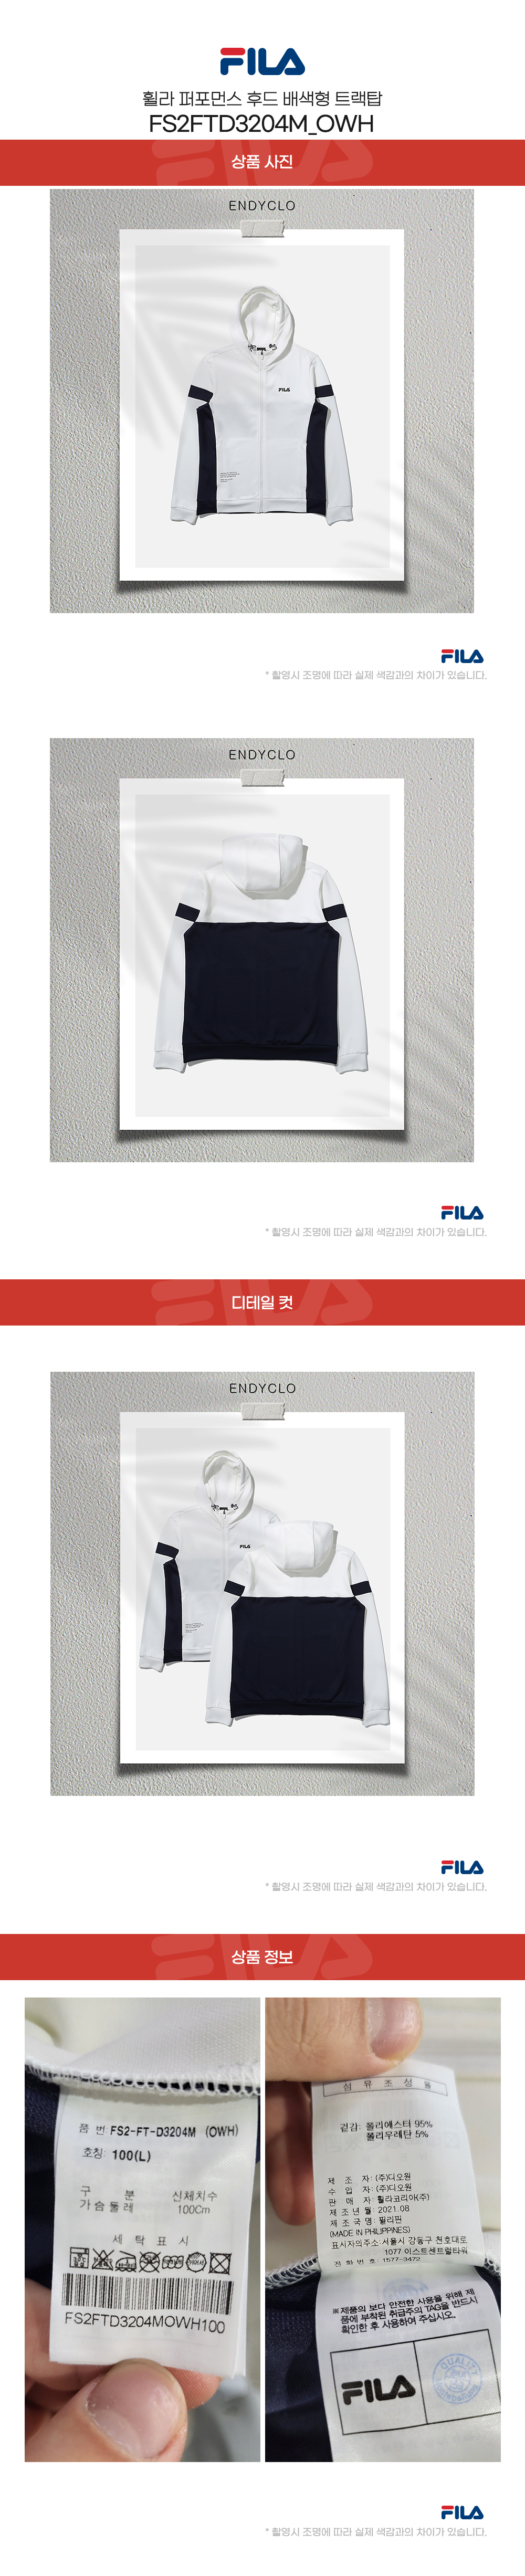 FILA
휠라 퍼포먼스 후드 배색형 트랙탑
FS2FTD3204M_OWH
상품 사진
ENDYCLO
FILA
FILA
* 촬영시 조명에 따라 실제 색감과의 차이가 있습니다.
ENDYCLO
FILA
* 촬영시 조명에 따라 실제 색감과의 차이가 있습니다.
디테일 컷
ENDYCLO
FILA
FILA
* 촬영시 조명에 따라 실제 색감과의 차이가 있습니다.
상품 정보
품 번: FS2-FT-D3204M (OWH)
호칭: 100(L)
구 분 신체치수
가슴둘레 100Cm
세 탁 표 시
FS2FTD3204MOWH100
섬 유 조 성 율
겉감: 폴리에스터 95%
폴리우레탄 5%
제 조 자: (주)디오원
수 입 자: (주)디오원
판 매 자: 휠라코리아(주)
제 조 년 월: 2021.08
제 조 국 명: 필리핀
(MADE IN PHILIPPINES)
표시자의주소: 서울시 강동구 천호대로
1077 이스트센트럴타워
전 화 번 호: 1577-3472
※제품의 보다 안전한 사용을 위해 제
품에 부착된 취급주의 TAG을 반드시
확인한 후 사용하여 주십시오.
FILA
QUALITY
FILA
* 촬영시 조명에 따라 실제 색감과의 차이가 있습니다.